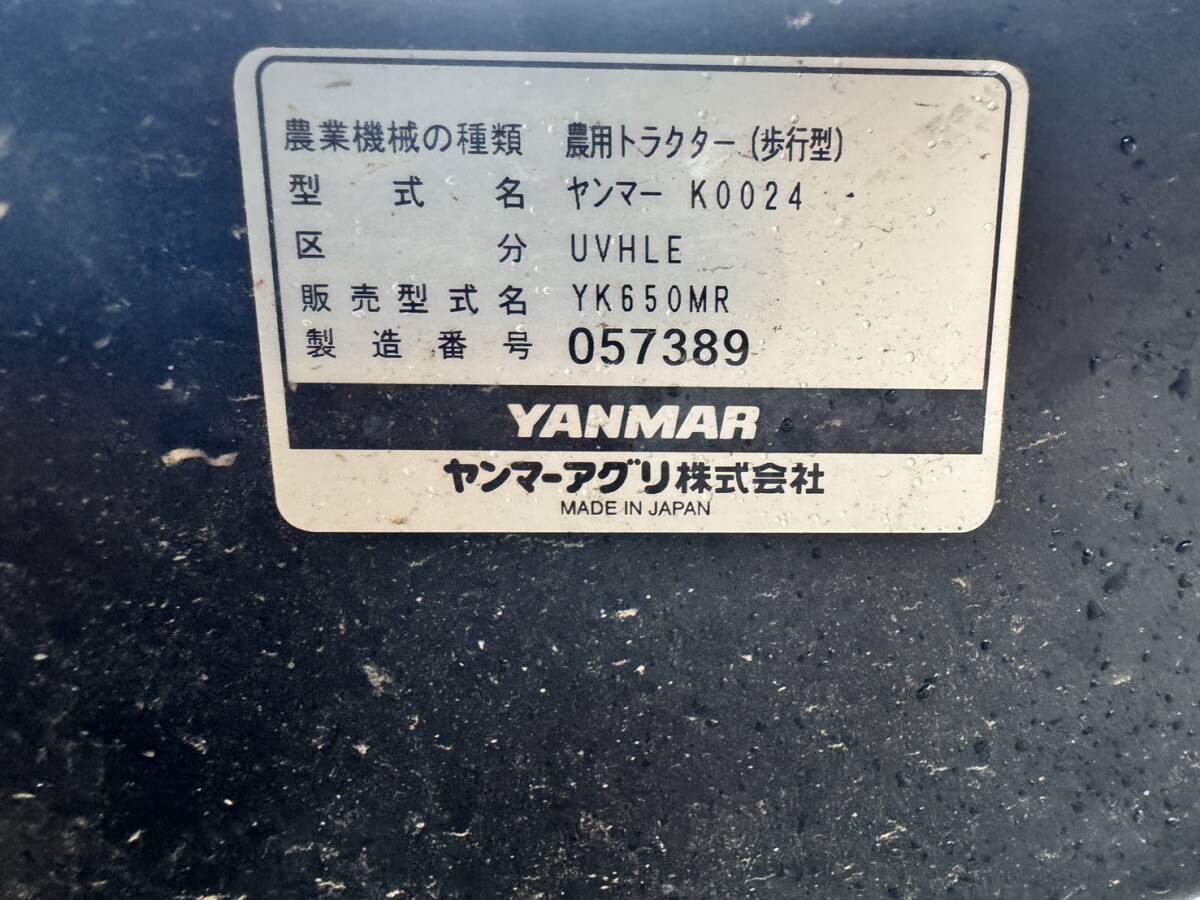 農業機械の種類 農用トラクター(歩行型)
型式名 ヤンマー K0024
区分 UVHLE
販売型式名 YK650MR
製造番号 057389
YANMAR
ヤンマーアグリ株式会社
MADE IN JAPAN